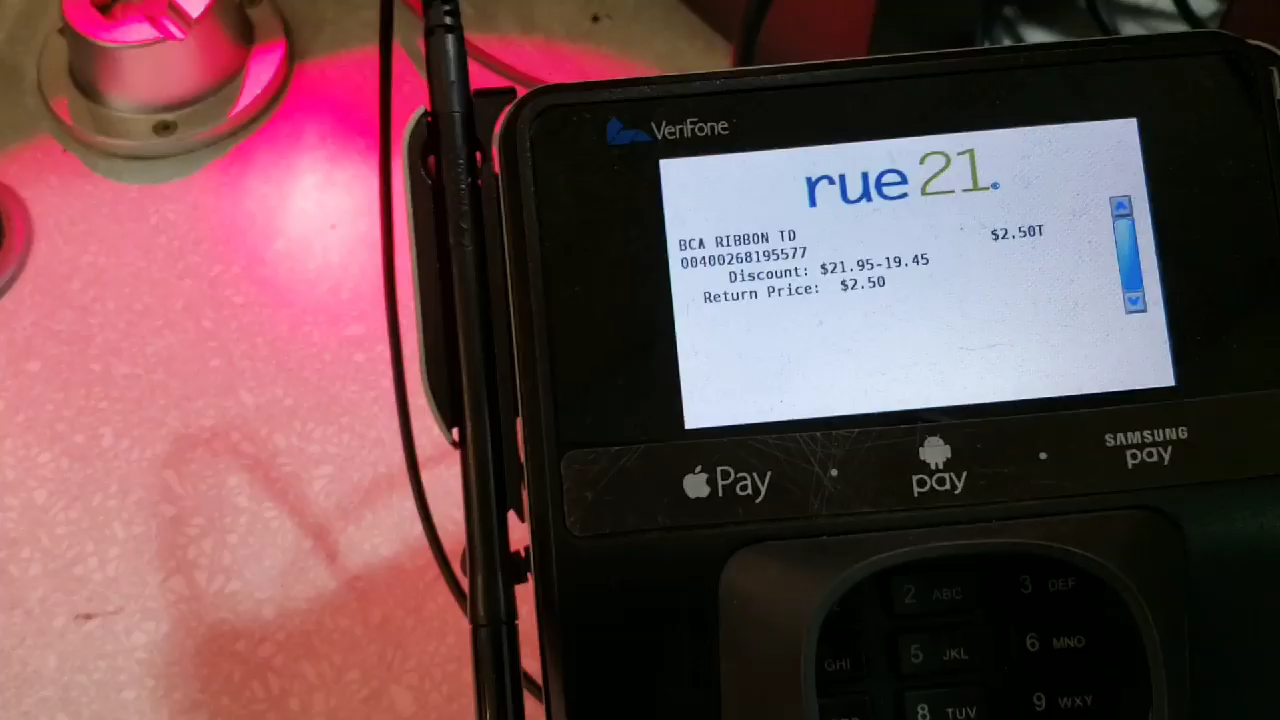 VeriFone
rue21
BCA RIBBON TD $2.50T
00400268195577
Discount: $21.95-19.45
Return Price: $2.50
Pay
pay
SAMSUNG
pay
2 ABC
3 DEF
GHI
5 JKL
6 MNO
8 TUV
9 WXY